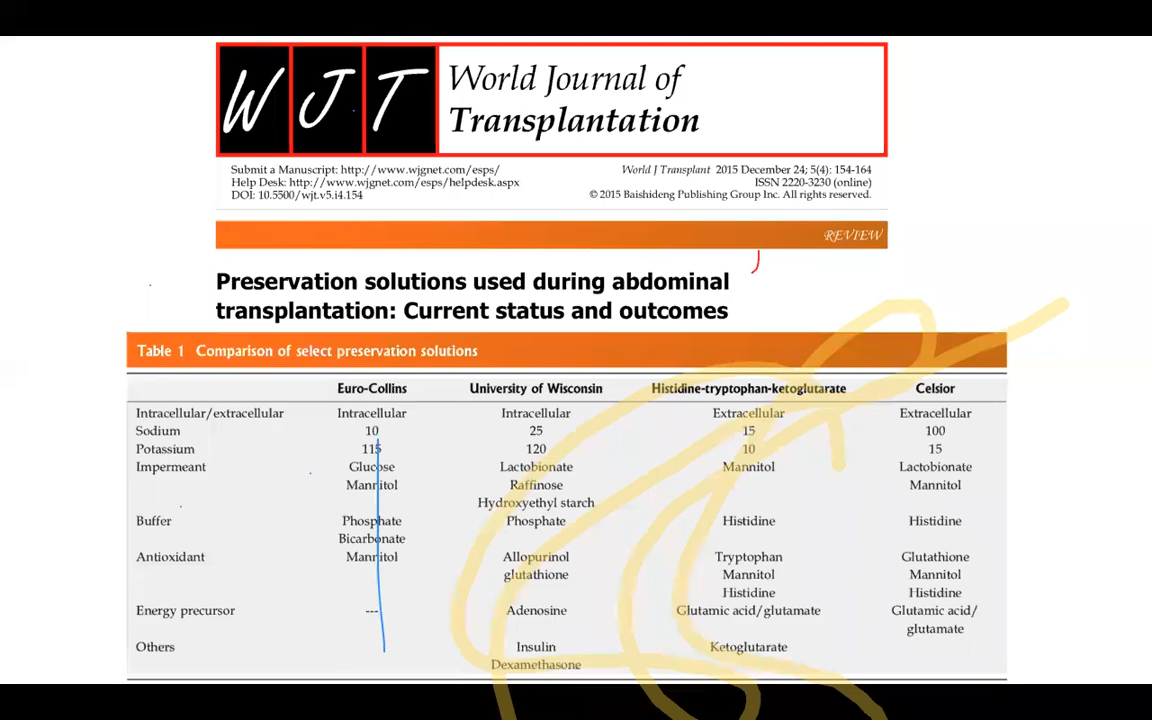 WJT
World Journal of
Transplantation
Submit a Manuscript: http://www.wjgnet.com/esps/
Help Desk: http://www.wjgnet.com/esps/helpdesk.aspx
DOI: 10.5500/wjt.v5.i4.154
World J Transplant 2015 December 24; 5(4): 154-164
ISSN 2220-3230 (online)
© 2015 Baishideng Publishing Group Inc. All rights reserved.
REVIEW
Preservation solutions used during abdominal
transplantation: Current status and outcomes
Table 1 Comparison of select preservation solutions
Euro-Collins University of Wisconsin Histidine-tryptophan-ketoglutarate Celsior
Intracellular/extracellular Intracellular Intracellular Extracellular Extracellular
Sodium 10 25 15 100
Potassium 115 120 10 15
Impermeant Glucose Lactobionate Mannitol Lactobionate
Mannitol Raffinose Mannitol
Hydroxyethyl starch
Buffer Phosphate Phosphate Histidine Histidine
Bicarbonate
Antioxidant Mannitol Allopurinol Tryptophan Glutathione
glutathione Mannitol Mannitol
Histidine Histidine
Energy precursor --- Adenosine Glutamic acid/glutamate Glutamic acid/
glutamate
Others Insulin Ketoglutarate
Dexamethasone